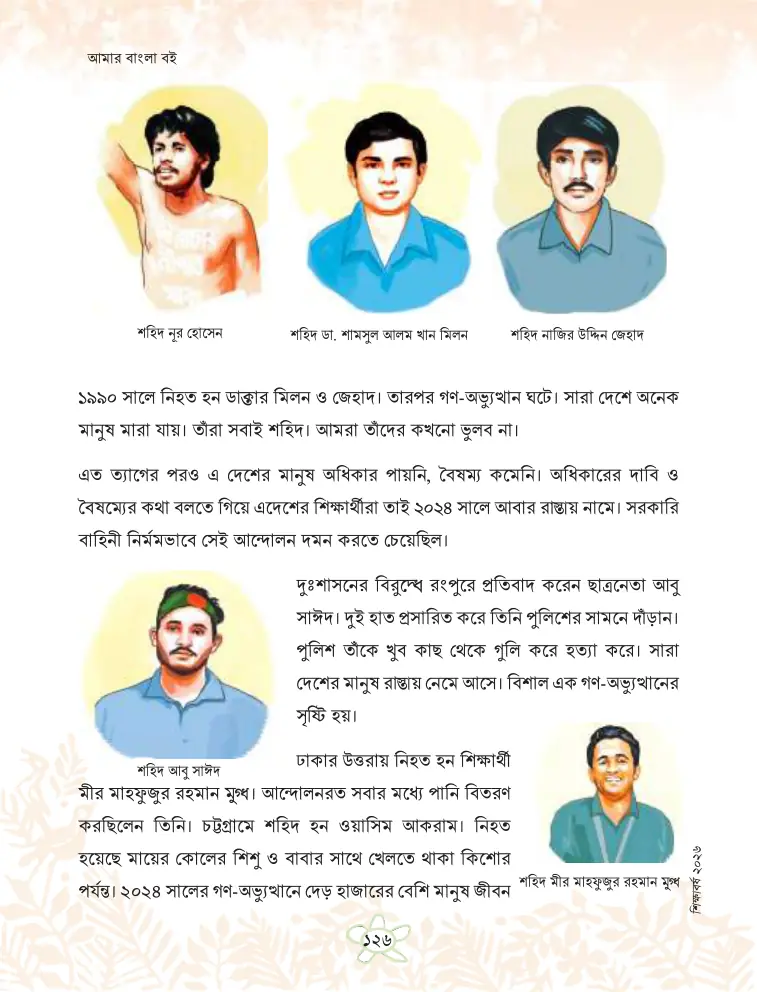 আমার বাংলা বই
শহিদ নূর হোসেন
শহিদ ডা. শামসুল আলম খান মিলন
শহিদ নাজির উদ্দিন জেহাদ
১৯৯০ সালে নিহত হন ডাক্তার মিলন ও জেহাদ। তারপর গণ-অভ্যুত্থান ঘটে। সারা দেশে অনেক
মানুষ মারা যায়। তাঁরা সবাই শহিদ। আমরা তাঁদের কখনো ভুলব না।
এত ত্যাগের পরও এ দেশের মানুষ অধিকার পায়নি, বৈষম্য কমেনি। অধিকারের দাবি ও
বৈষম্যের কথা বলতে গিয়ে এদেশের শিক্ষার্থীরা তাই ২০২৪ সালে আবার রাস্তায় নামে। সরকারি
বাহিনী নির্মমভাবে সেই আন্দোলন দমন করতে চেয়েছিল।
দুঃশাসনের বিরুদ্ধে রংপুরে প্রতিবাদ করেন ছাত্রনেতা আবু
সাঈদ। দুই হাত প্রসারিত করে তিনি পুলিশের সামনে দাঁড়ান।
পুলিশ তাঁকে খুব কাছ থেকে গুলি করে হত্যা করে। সারা
দেশের মানুষ রাস্তায় নেমে আসে। বিশাল এক গণ-অভ্যুত্থানের
সৃষ্টি হয়।
শহিদ আবু সাঈদ
ঢাকার উত্তরায় নিহত হন শিক্ষার্থী
মীর মাহফুজুর রহমান মুগ্ধ। আন্দোলনরত সবার মধ্যে পানি বিতরণ
করছিলেন তিনি। চট্টগ্রামে শহিদ হন ওয়াসিম আকরাম। নিহত
হয়েছে মায়ের কোলের শিশু ও বাবার সাথে খেলতে থাকা কিশোর
পর্যন্ত। ২০২৪ সালের গণ-অভ্যুত্থানে দেড় হাজারের বেশি মানুষ জীবন
শহিদ মীর মাহফুজুর রহমান মুগ্ধ
শিক্ষাবর্ষ ২০২৬
১২৬